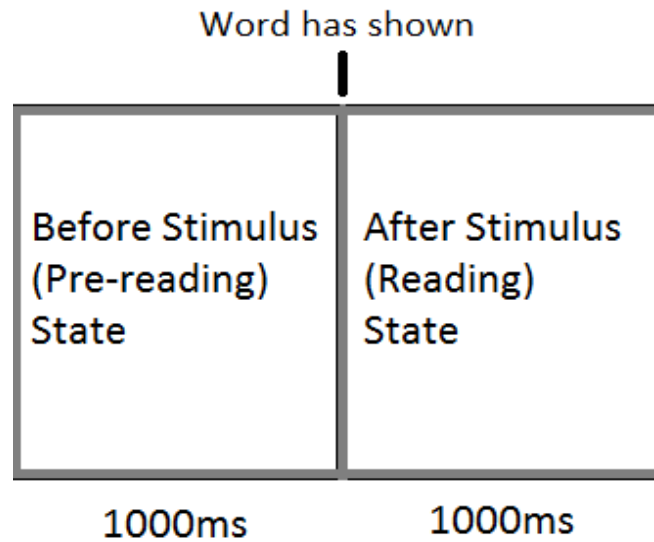 Word has shown
Before Stimulus
(Pre-reading)
State
After Stimulus
(Reading)
State
1000ms
1000ms